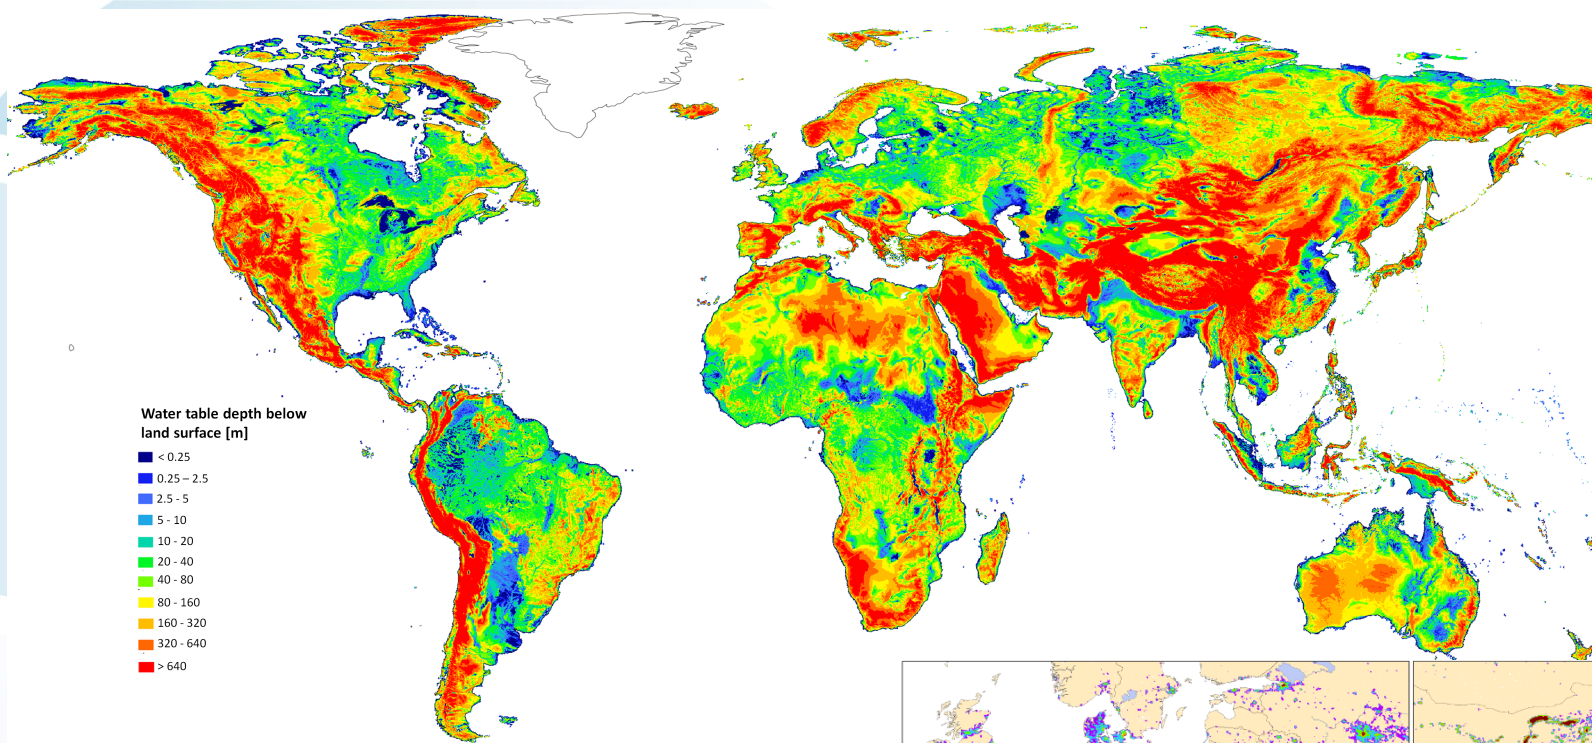 Water table depth below
land surface [m]
< 0.25
0.25 – 2.5
2.5 - 5
5 - 10
10 - 20
20 - 40
40 - 80
80 - 160
160 - 320
320 - 640
> 640